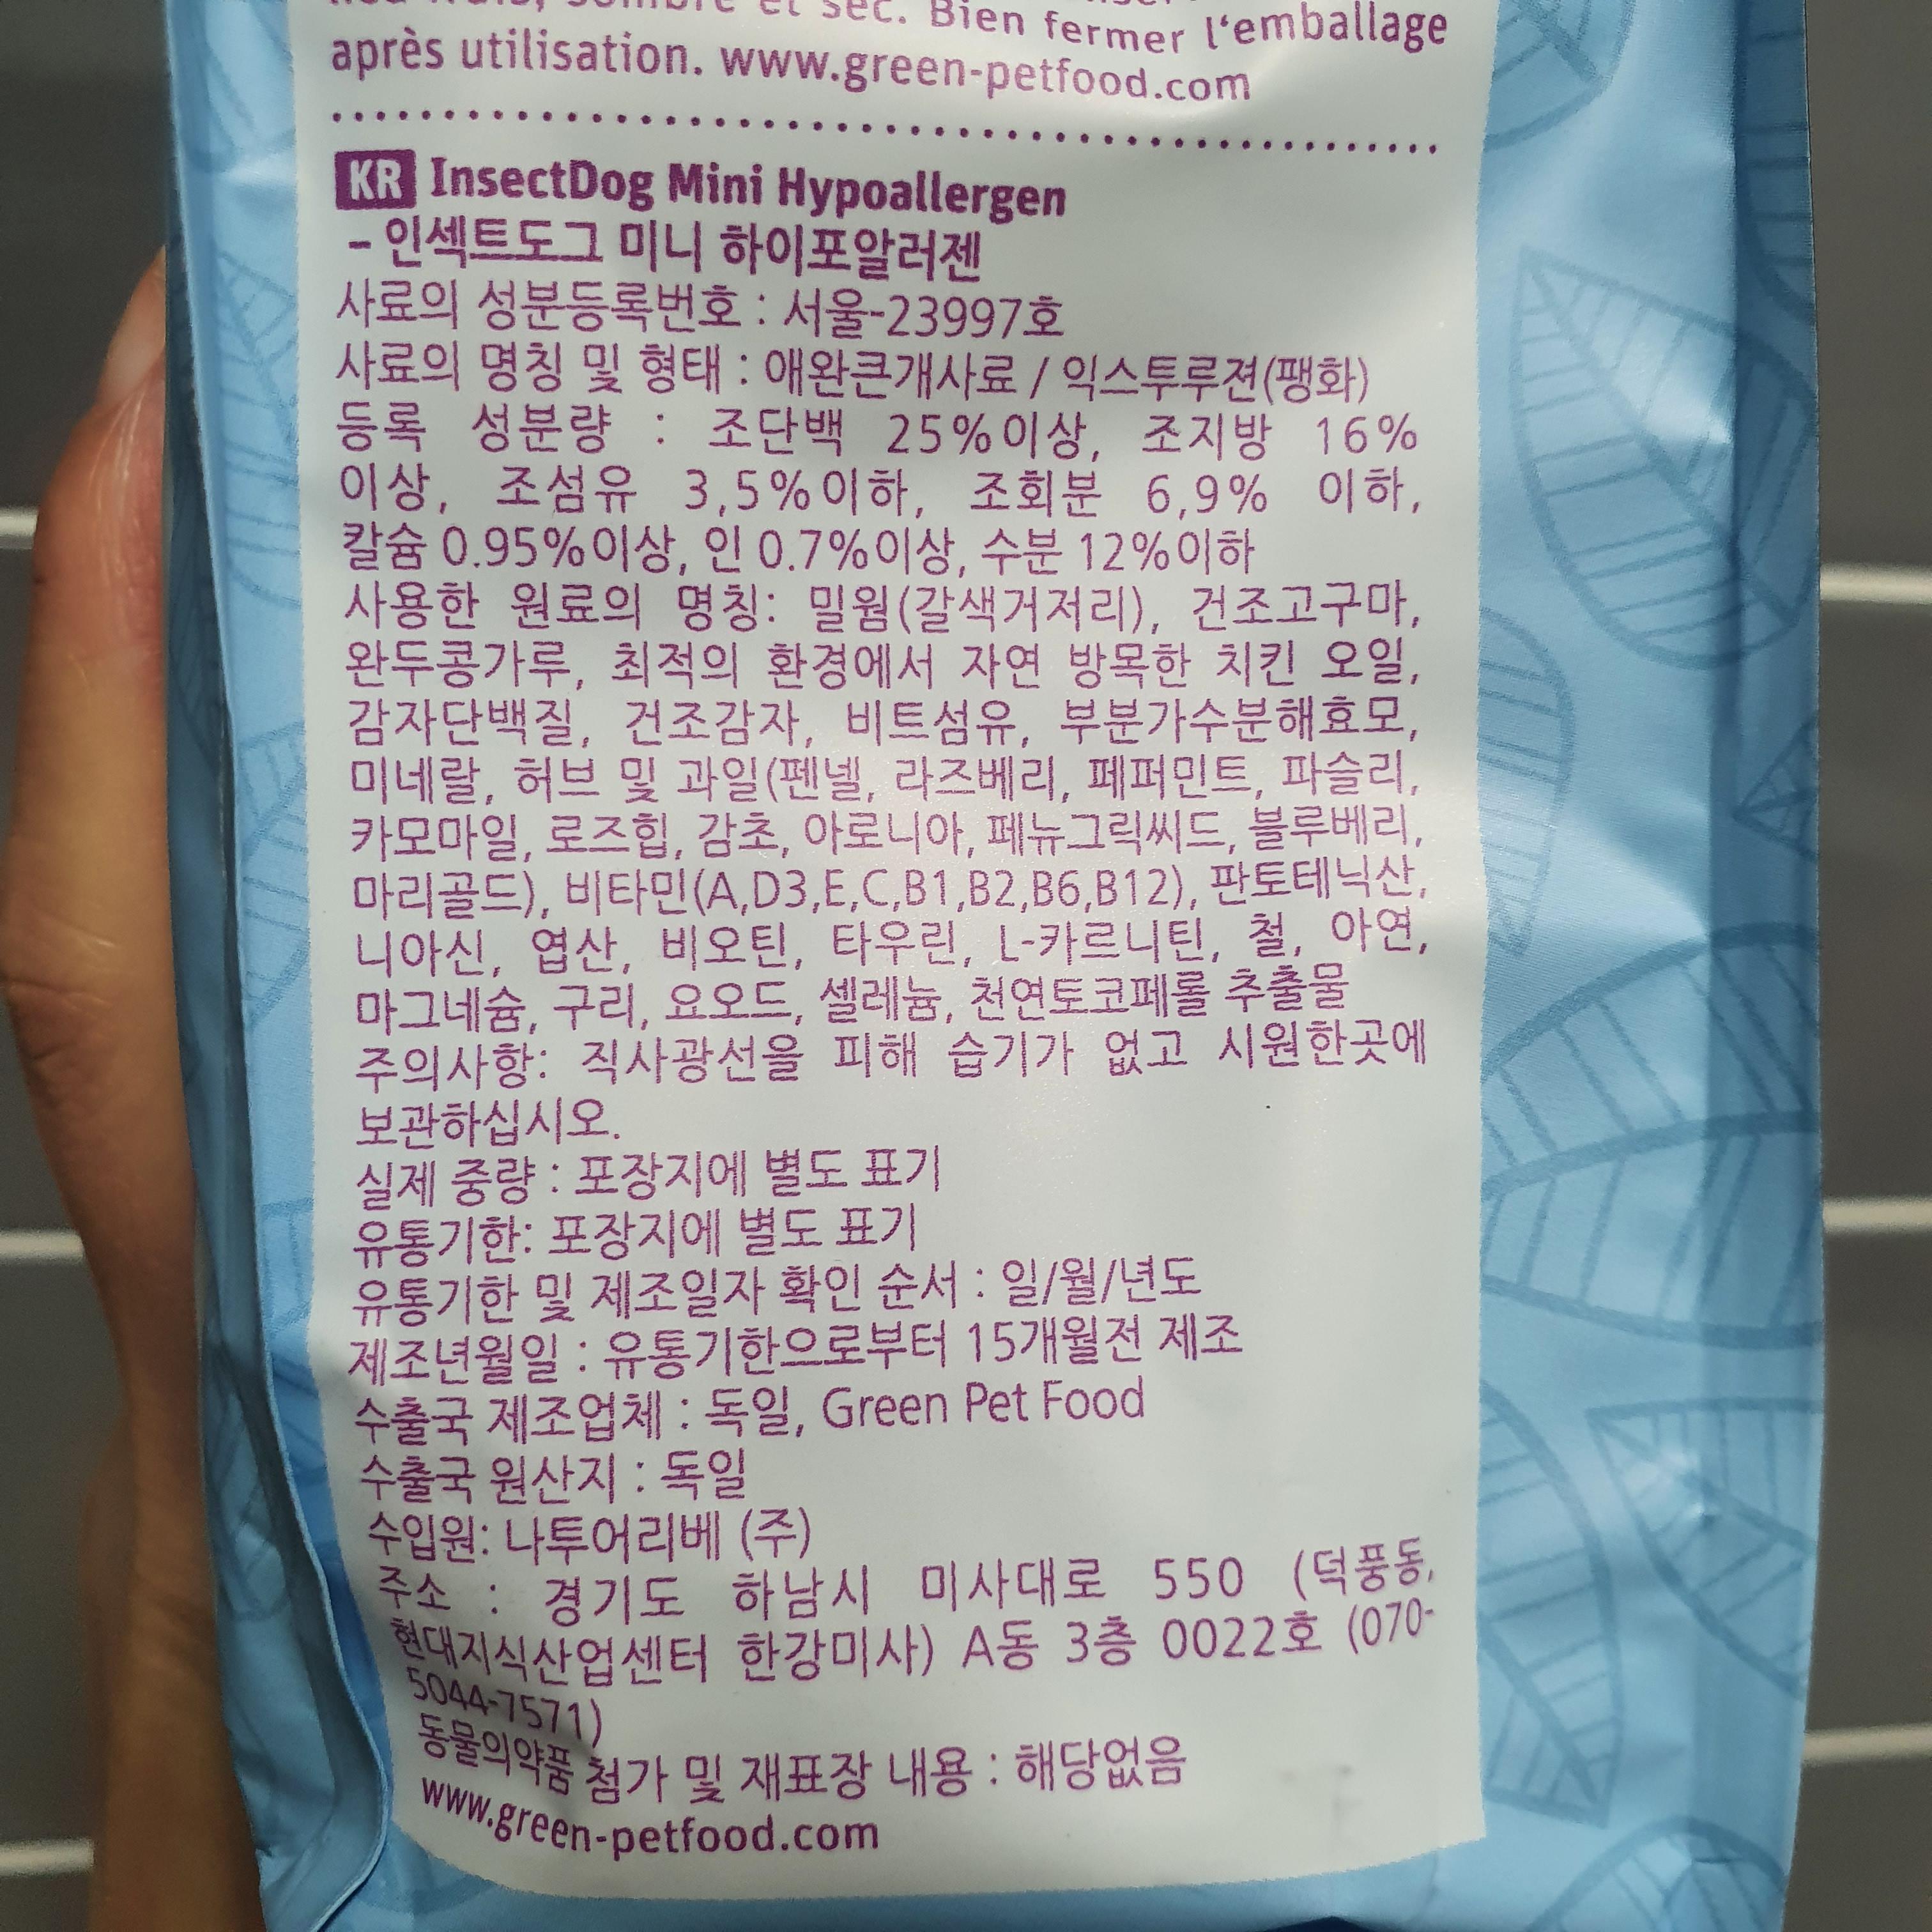 sombre et sec. Bien fermer l'emballage
après utilisation. www.green-petfood.com
KR InsectDog Mini Hypoallergen
- 인섹트도그 미니 하이포알러젠
사료의 성분등록번호 : 서울-23997호
사료의 명칭 및 형태 : 애완큰개사료 / 익스투루젼(팽화)
등록 성분량 : 조단백 25%이상, 조지방 16%
이상, 조섬유 3,5%이하, 조회분 6,9% 이하,
칼슘 0.95%이상, 인 0.7%이상, 수분 12%이하
사용한 원료의 명칭: 밀웜(갈색거저리), 건조고구마,
완두콩가루, 최적의 환경에서 자연 방목한 치킨 오일,
감자단백질, 건조감자, 비트섬유, 부분가수분해효모,
미네랄, 허브 및 과일(펜넬, 라즈베리, 페퍼민트, 파슬리,
카모마일, 로즈힙, 감초, 아로니아, 페뉴그릭씨드, 블루베리,
마리골드), 비타민(A,D3,E,C,B1,B2,B6,B12), 판토테닉산,
니아신, 엽산, 비오틴, 타우린, L-카르니틴, 철, 아연,
마그네슘, 구리, 요오드, 셀레늄, 천연토코페롤 추출물
주의사항: 직사광선을 피해 습기가 없고 시원한곳에
보관하십시오.
실제 중량 : 포장지에 별도 표기
유통기한: 포장지에 별도 표기
유통기한 및 제조일자 확인 순서 : 일/월/년도
제조년월일 : 유통기한으로부터 15개월전 제조
수출국 제조업체 : 독일, Green Pet Food
수출국 원산지 : 독일
수입원: 나투어리베 (주)
주소 : 경기도 하남시 미사대로 550 (덕풍동,
현대지식산업센터 한강미사) A동 3층 0022호 (070-
5044-7571)
동물의약품 첨가 및 재표장 내용 : 해당없음
www.green-petfood.com